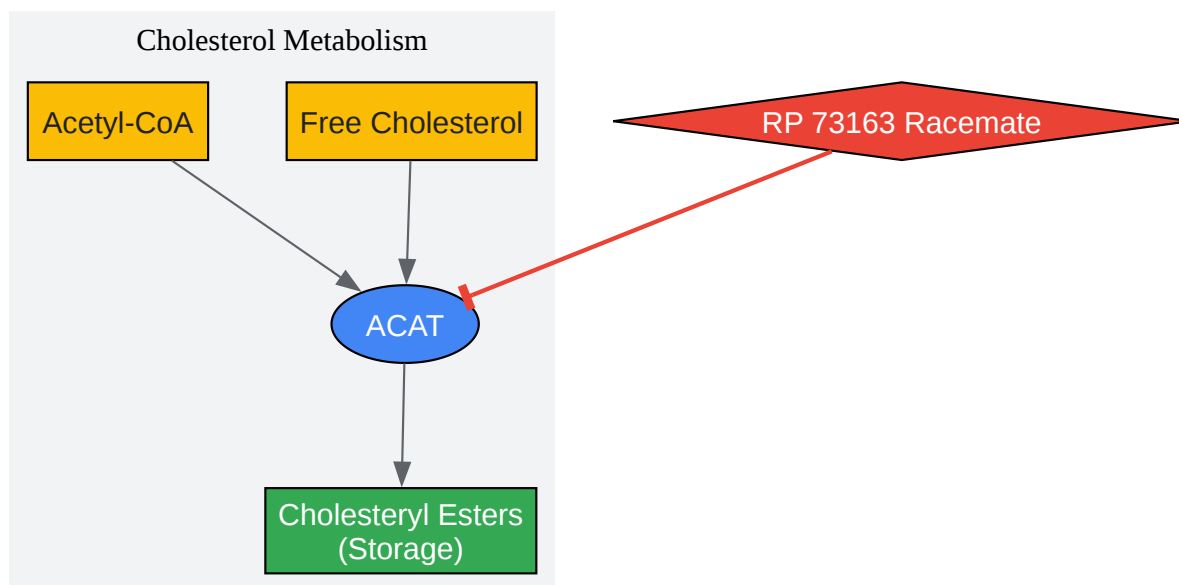 Cholesterol Metabolism
Acetyl-CoA
Free Cholesterol
RP 73163 Racemate
ACAT
Cholesteryl Esters
(Storage)